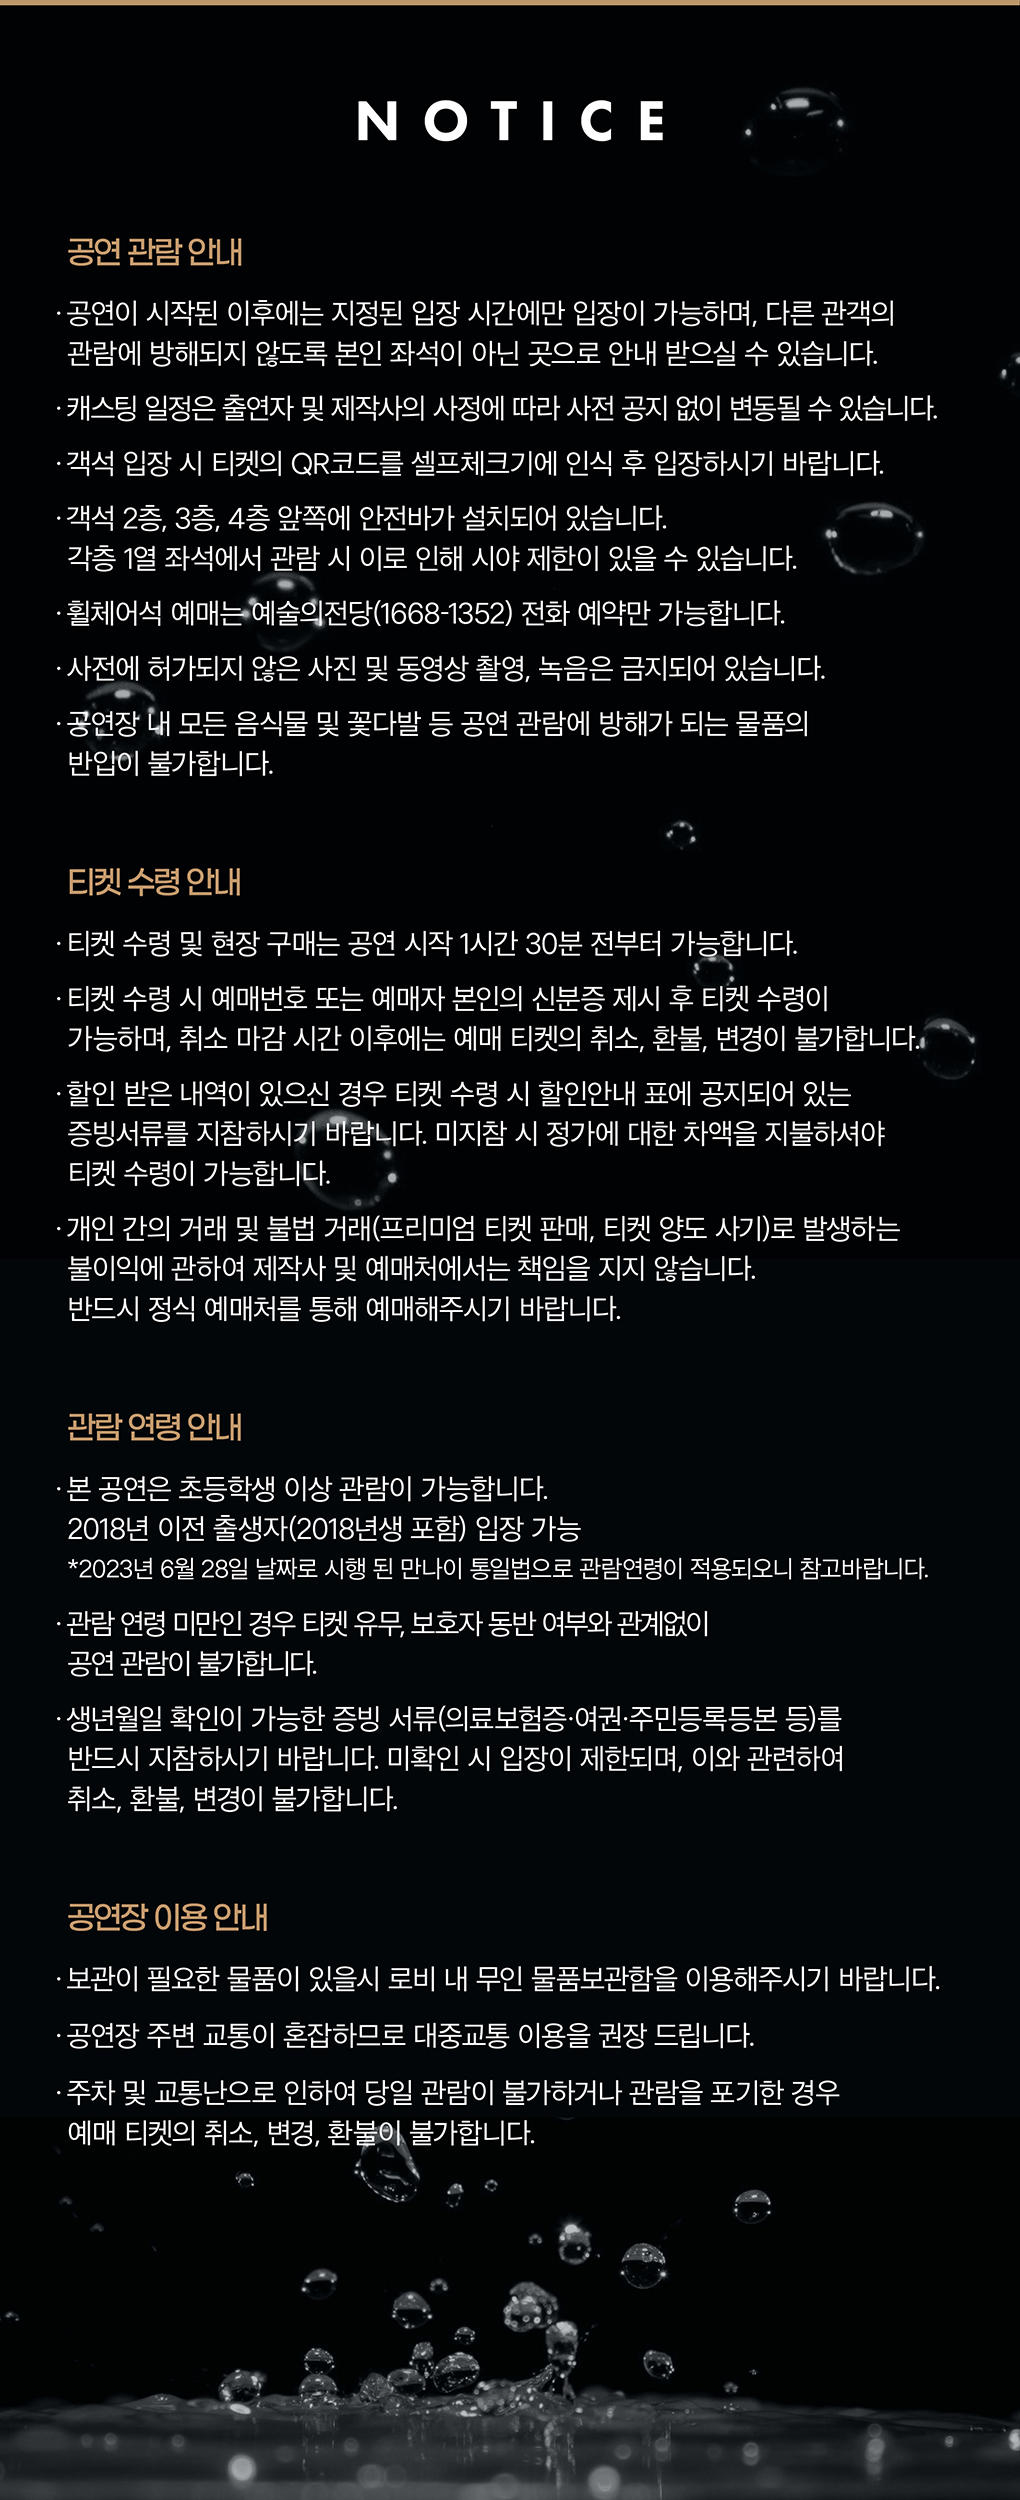 NOTICE
공연 관람 안내
· 공연이 시작된 이후에는 지정된 입장 시간에만 입장이 가능하며, 다른 관객의
관람에 방해되지 않도록 본인 좌석이 아닌 곳으로 안내 받으실 수 있습니다.
· 캐스팅 일정은 출연자 및 제작사의 사정에 따라 사전 공지 없이 변동될 수 있습니다.
· 객석 입장 시 티켓의 QR코드를 셀프체크기에 인식 후 입장하시기 바랍니다.
· 객석 2층, 3층, 4층 앞쪽에 안전바가 설치되어 있습니다.
각층 1열 좌석에서 관람 시 이로 인해 시야 제한이 있을 수 있습니다.
· 휠체어석 예매는 예술의전당(1668-1352) 전화 예약만 가능합니다.
· 사전에 허가되지 않은 사진 및 동영상 촬영, 녹음은 금지되어 있습니다.
· 공연장 내 모든 음식물 및 꽃다발 등 공연 관람에 방해가 되는 물품의
반입이 불가합니다.
티켓 수령 안내
· 티켓 수령 및 현장 구매는 공연 시작 1시간 30분 전부터 가능합니다.
· 티켓 수령 시 예매번호 또는 예매자 본인의 신분증 제시 후 티켓 수령이
가능하며, 취소 마감 시간 이후에는 예매 티켓의 취소, 환불, 변경이 불가합니다.
· 할인 받은 내역이 있으신 경우 티켓 수령 시 할인안내 표에 공지되어 있는
증빙서류를 지참하시기 바랍니다. 미지참 시 정가에 대한 차액을 지불하셔야
티켓 수령이 가능합니다.
· 개인 간의 거래 및 불법 거래(프리미엄 티켓 판매, 티켓 양도 사기)로 발생하는
불이익에 관하여 제작사 및 예매처에서는 책임을 지지 않습니다.
반드시 정식 예매처를 통해 예매해주시기 바랍니다.
관람 연령 안내
· 본 공연은 초등학생 이상 관람이 가능합니다.
2018년 이전 출생자(2018년생 포함) 입장 가능
*2023년 6월 28일 날짜로 시행 된 만나이 통일법으로 관람연령이 적용되오니 참고바랍니다.
· 관람 연령 미만인 경우 티켓 유무, 보호자 동반 여부와 관계없이
공연 관람이 불가합니다.
· 생년월일 확인이 가능한 증빙 서류(의료보험증·여권·주민등록등본 등)를
반드시 지참하시기 바랍니다. 미확인 시 입장이 제한되며, 이와 관련하여
취소, 환불, 변경이 불가합니다.
공연장 이용 안내
· 보관이 필요한 물품이 있을시 로비 내 무인 물품보관함을 이용해주시기 바랍니다.
· 공연장 주변 교통이 혼잡하므로 대중교통 이용을 권장 드립니다.
· 주차 및 교통난으로 인하여 당일 관람이 불가하거나 관람을 포기한 경우
예매 티켓의 취소, 변경, 환불이 불가합니다.